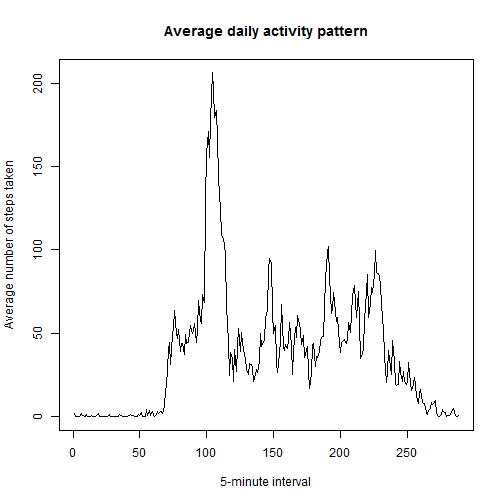 Average daily activity pattern
Average number of steps taken
200
150
100
50
0
0 50 100 150 200 250
5-minute interval